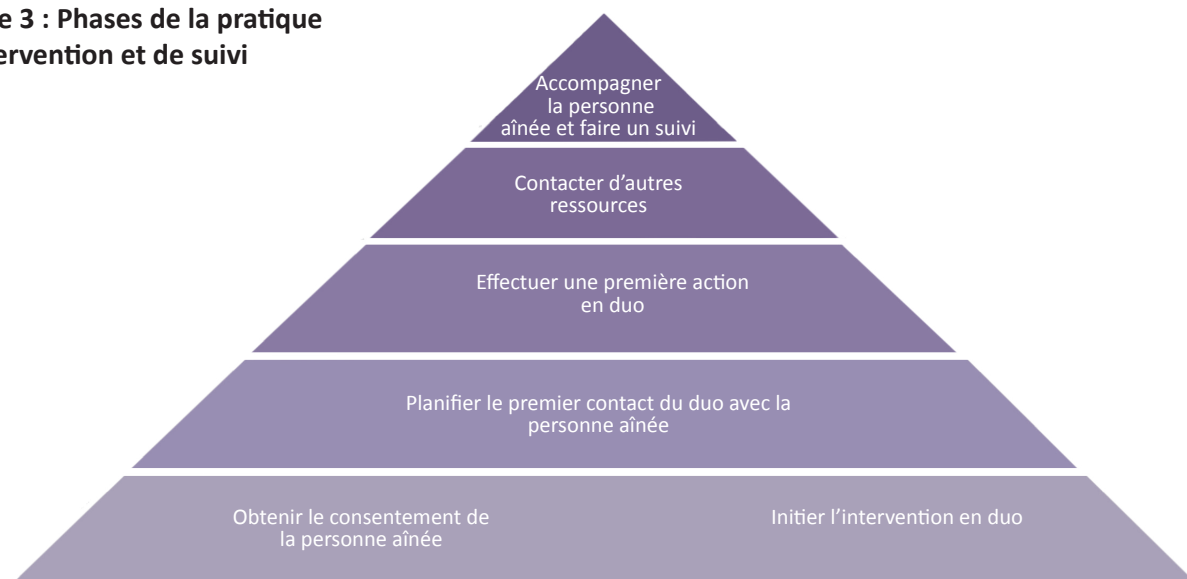 e 3 : Phases de la pratique
tervention et de suivi
Accompagner
la personne
aînée et faire un suivi
Contacter d'autres
ressources
Effectuer une première action
en duo
Planifier le premier contact du duo avec la
personne aînée
Obtenir le consentement de
la personne aînée
Initier l'intervention en duo